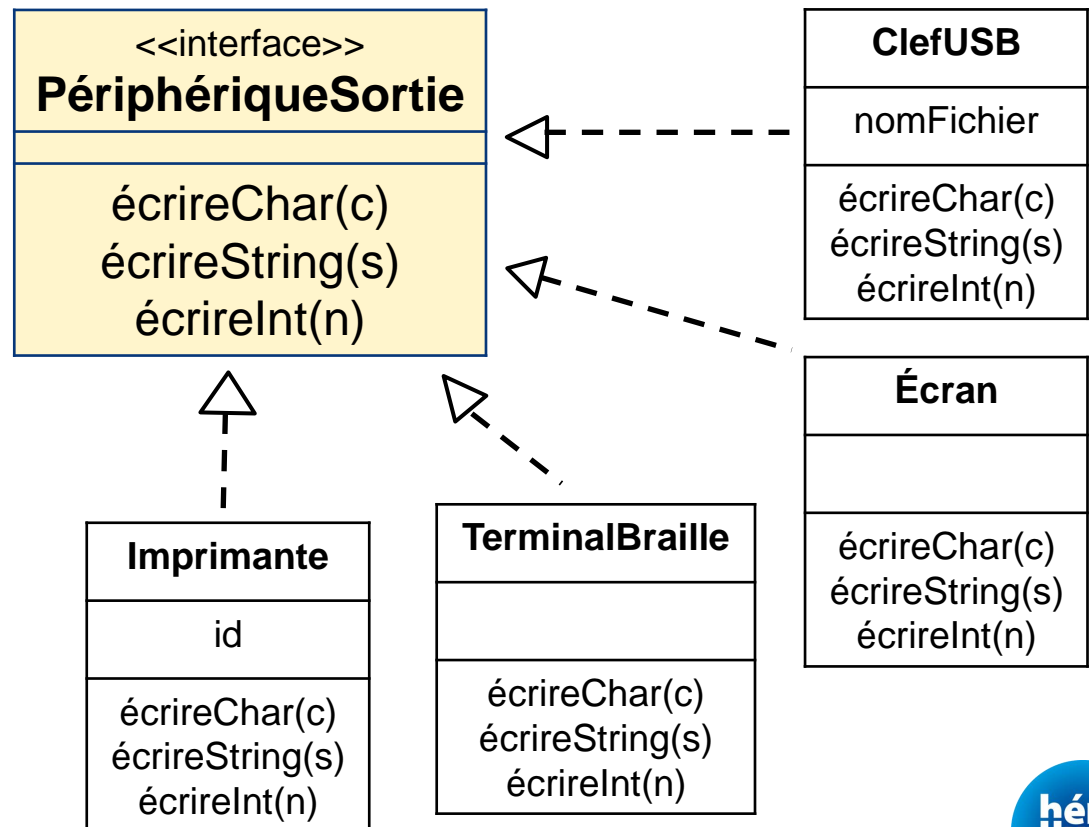 <<interface>>
PériphériqueSortie
écrireChar(c)
écrireString(s)
écrireInt(n)
ClefUSB
nomFichier
écrireChar(c)
écrireString(s)
écrireInt(n)
Écran
écrireChar(c)
écrireString(s)
écrireInt(n)
Imprimante
id
écrireChar(c)
écrireString(s)
écrireInt(n)
TerminalBraille
écrireChar(c)
écrireString(s)
écrireInt(n)